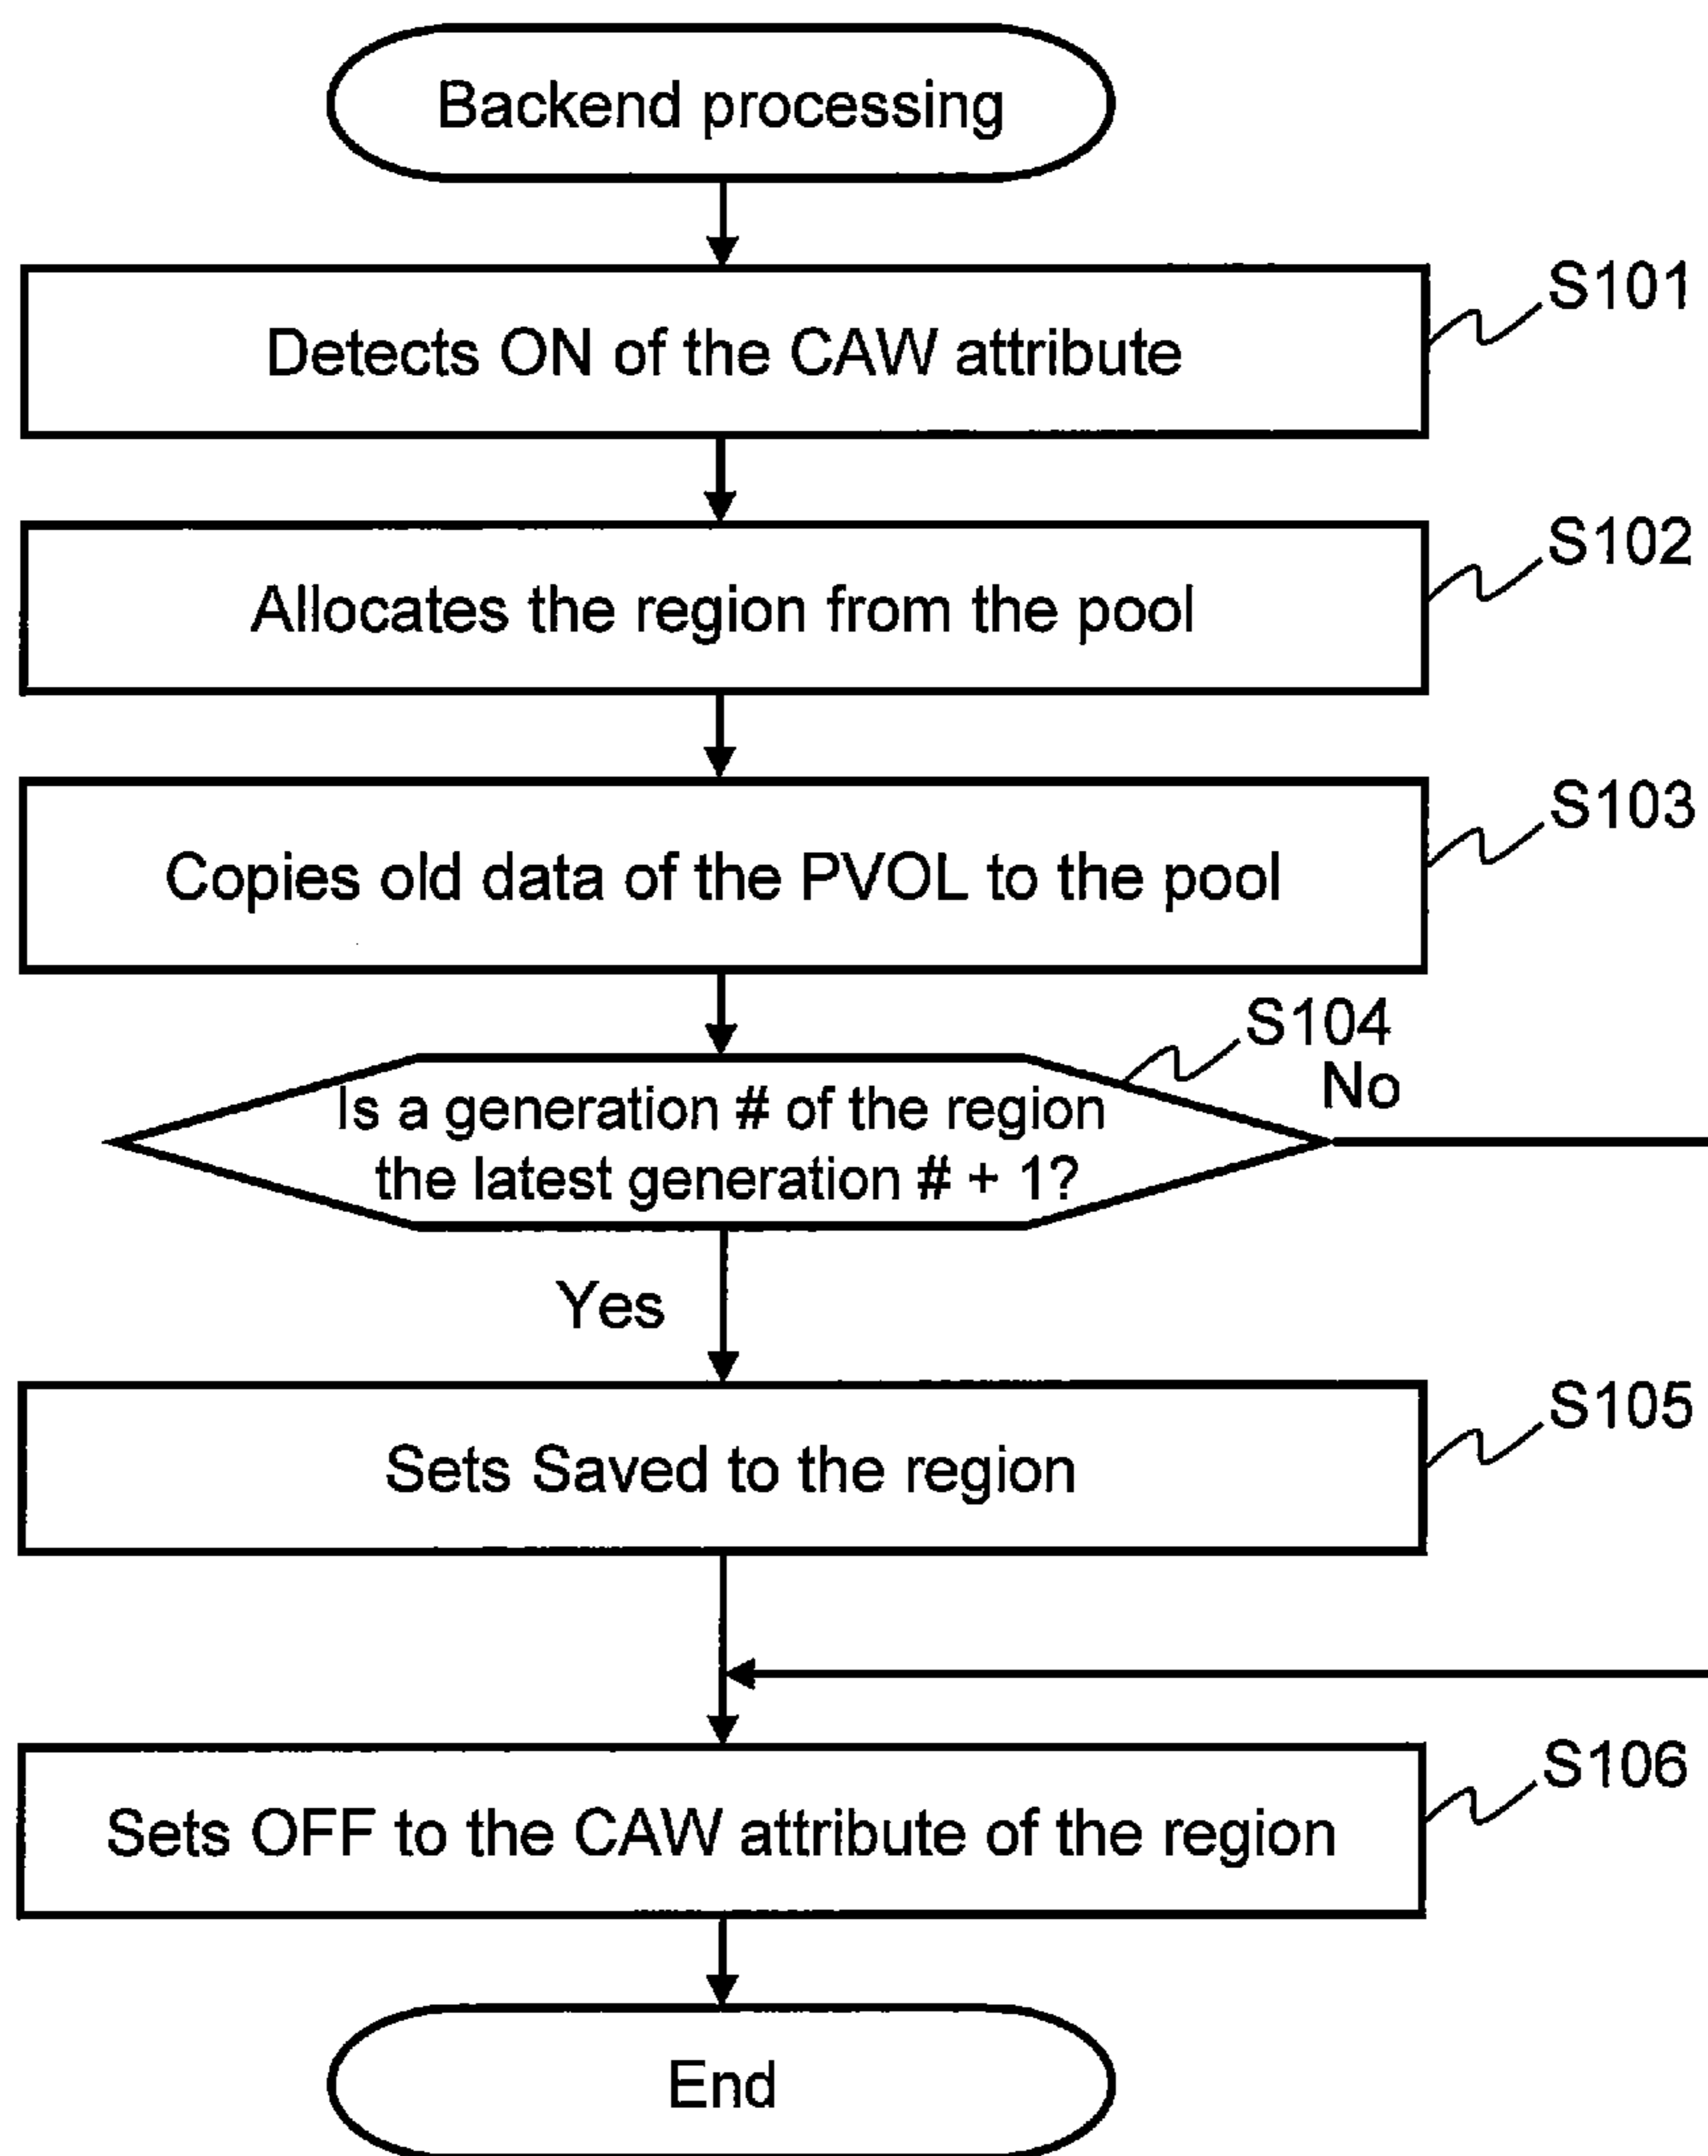 Backend processing
S101
Detects ON of the CAW attribute
S102
Allocates the region from the pool
S103
Copies old data of the PVOL to the pool
S104
No
Is a generation # of the region
the latest generation # + 1?
Yes
S105
Sets Saved to the region
S106
Sets OFF to the CAW attribute of the region
End